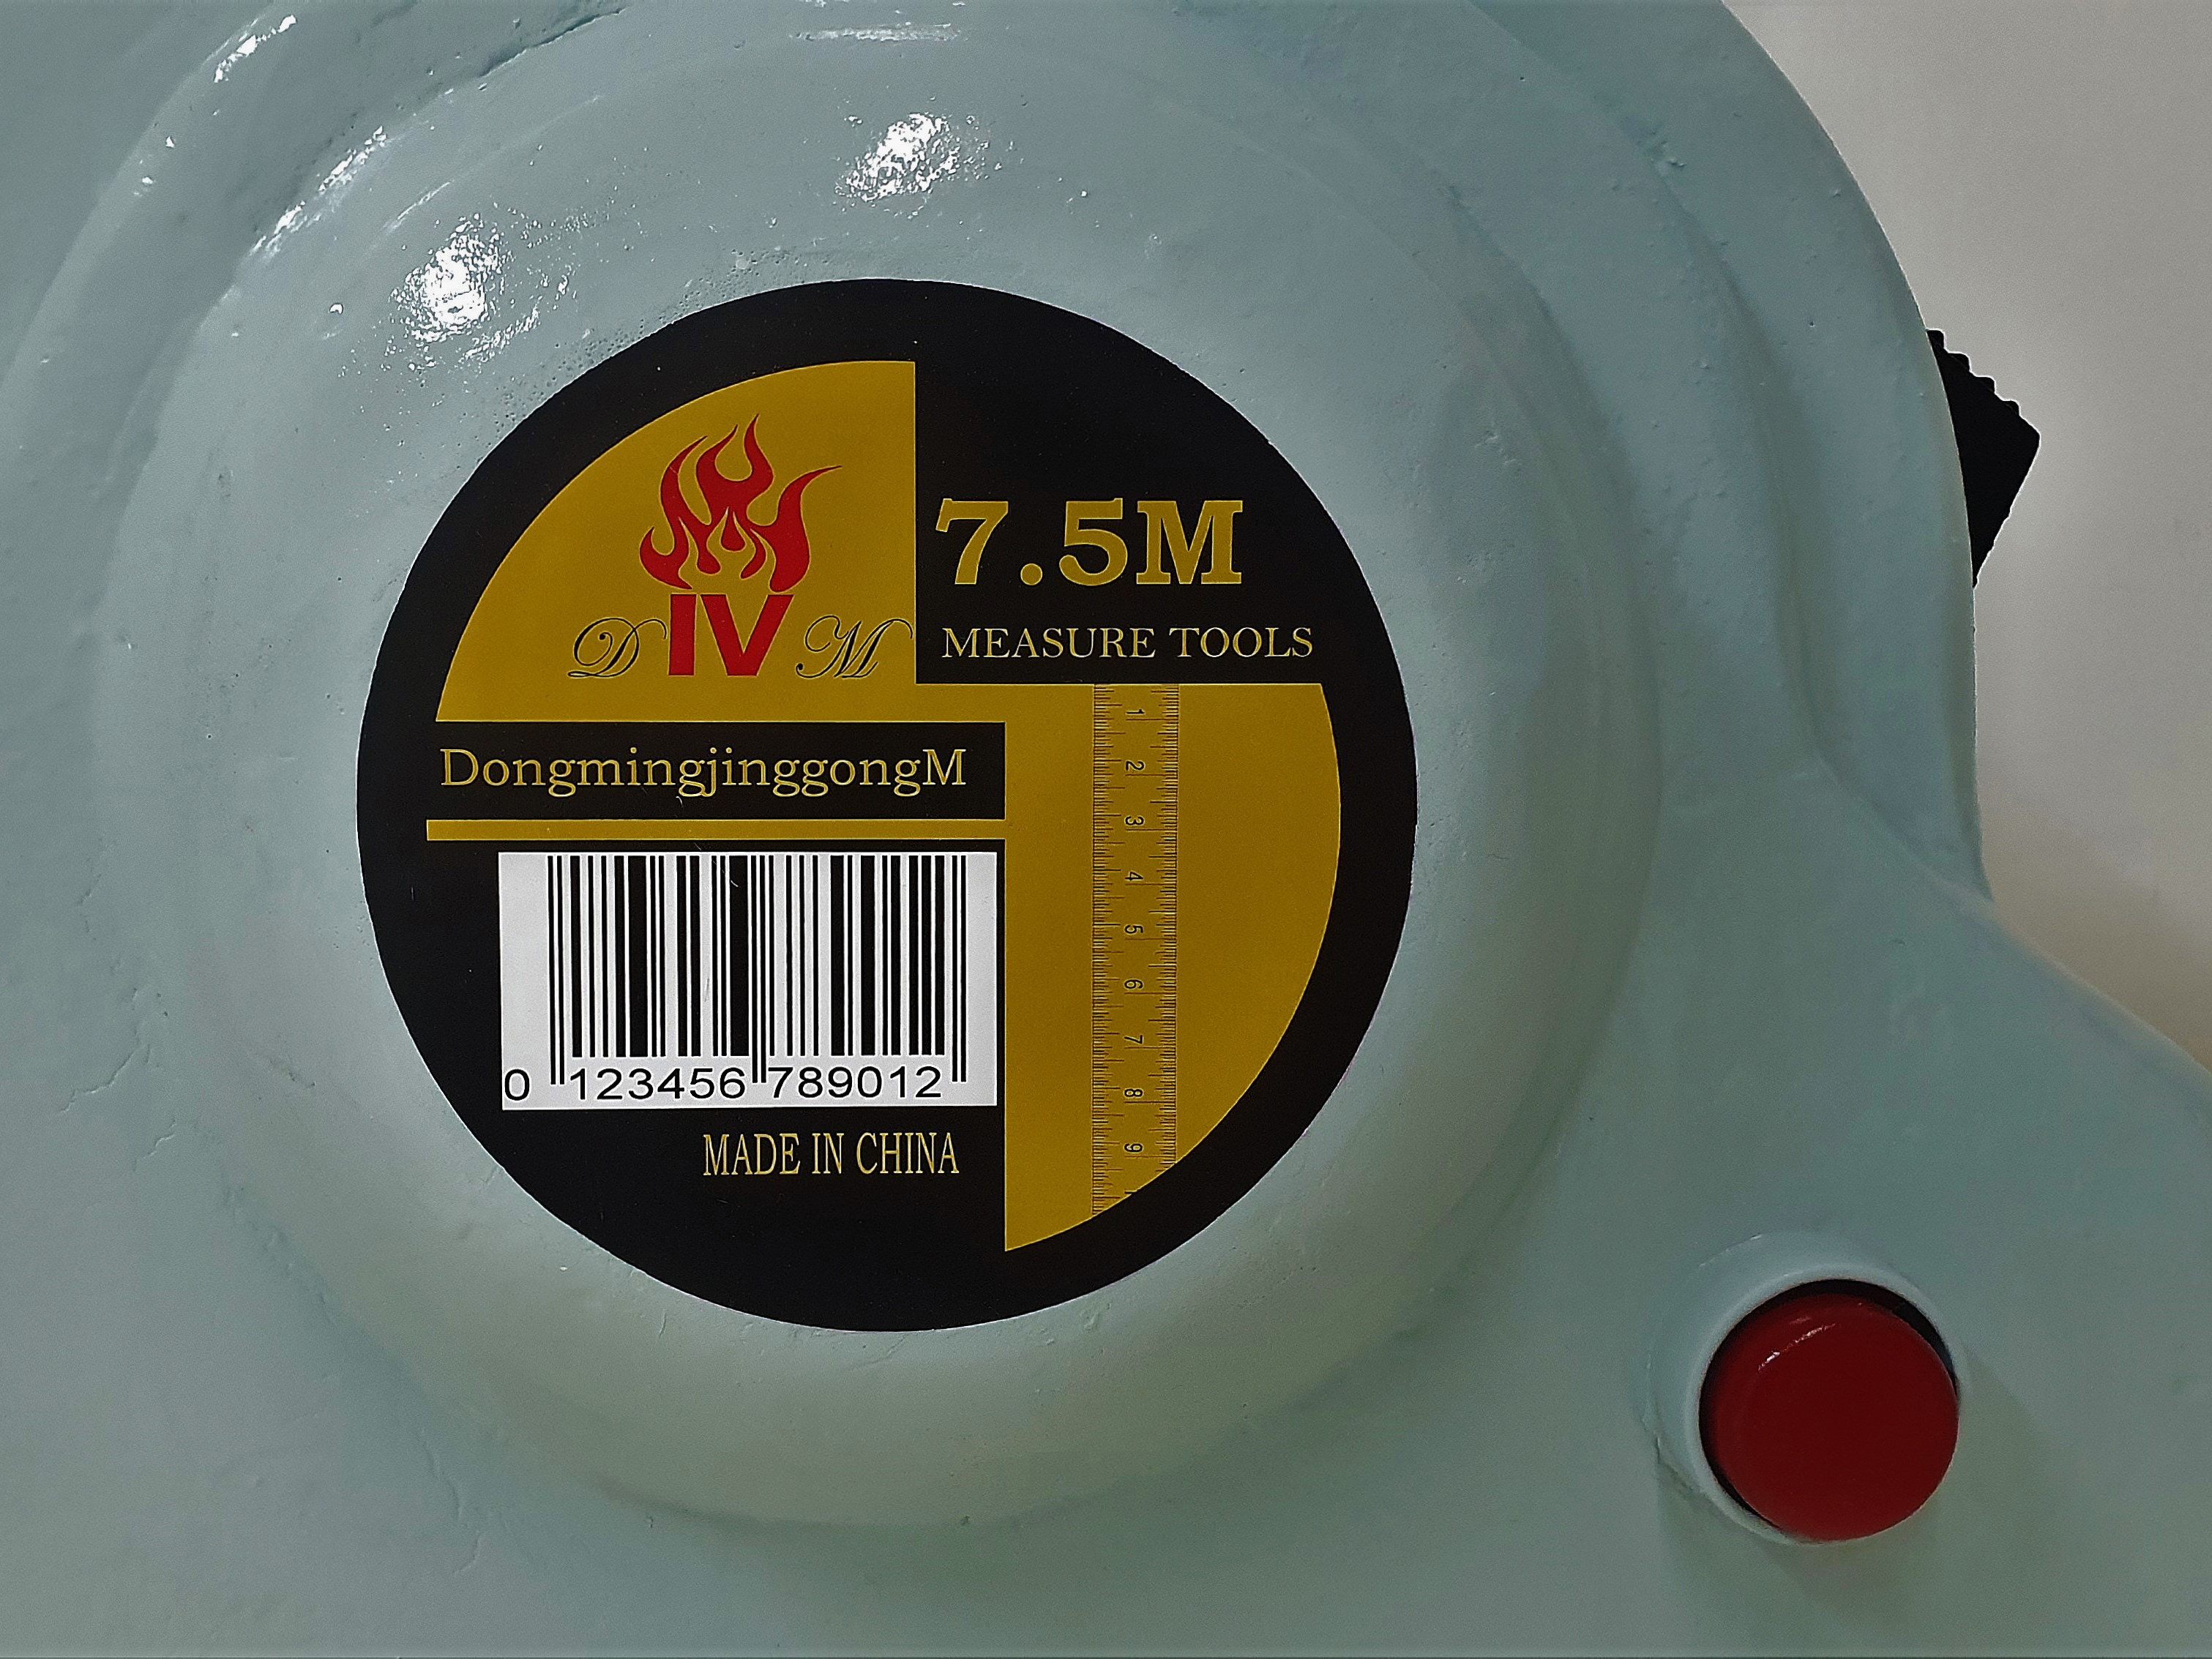 D IV M
7.5M
MEASURE TOOLS
DongmingjinggongM
1
2
3
4
5
6
7
8
9
0 123456 789012
MADE IN CHINA